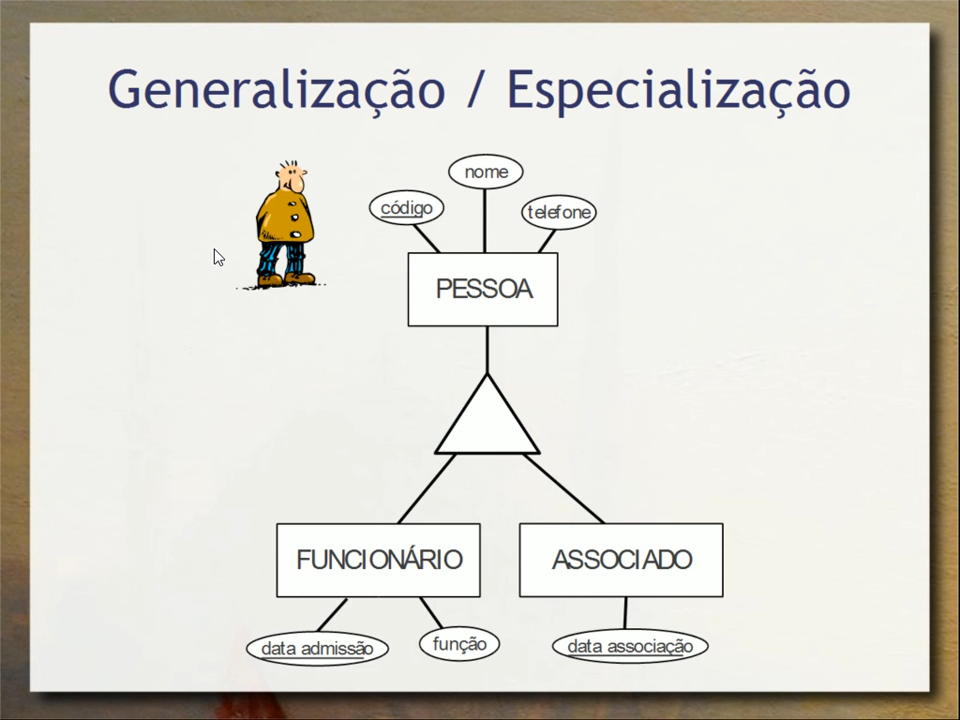 Generalização / Especialização
nome
código
telefone
PESSOA
FUNCIONÁRIO
ASSOCIADO
data admissão
função
data associação